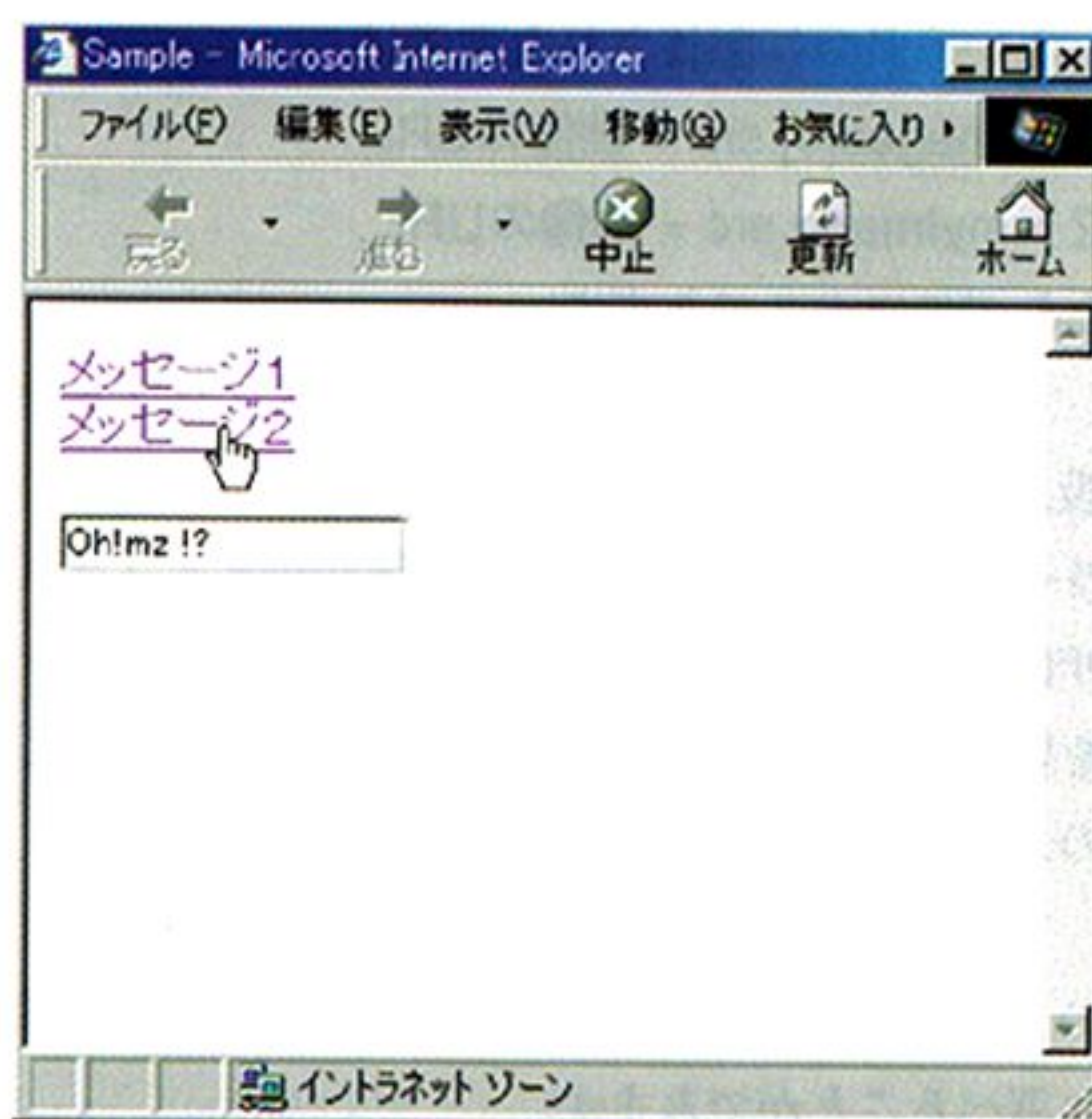 Sample - Microsoft Internet Explorer
ファイル(F) 編集(E) 表示(V) 移動(G) お気に入り
戻る 進む 中止 更新 ホーム
メッセージ1
メッセージ2
Oh!mz !?
イントラネット ゾーン